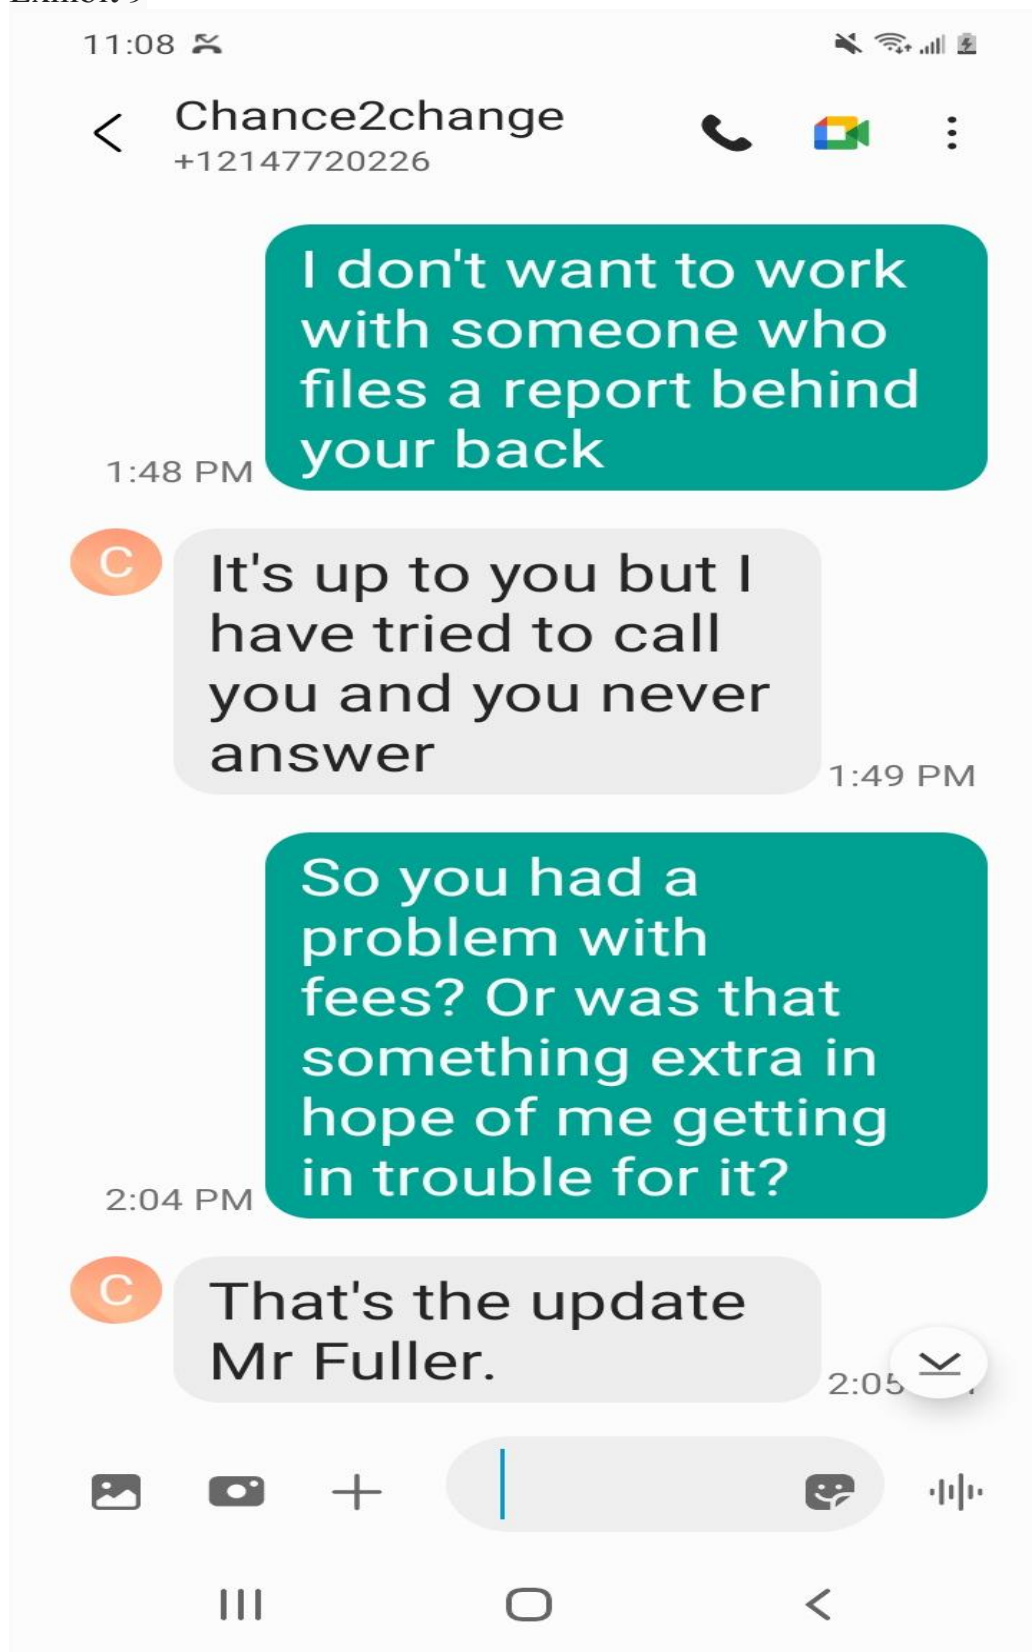 11:08
Chance2change
+12147720226
I don't want to work
with someone who
files a report behind
your back
1:48 PM
C
It's up to you but I
have tried to call
you and you never
answer
1:49 PM
So you had a
problem with
fees? Or was that
something extra in
hope of me getting
in trouble for it?
2:04 PM
C
That's the update
Mr Fuller.
2:05